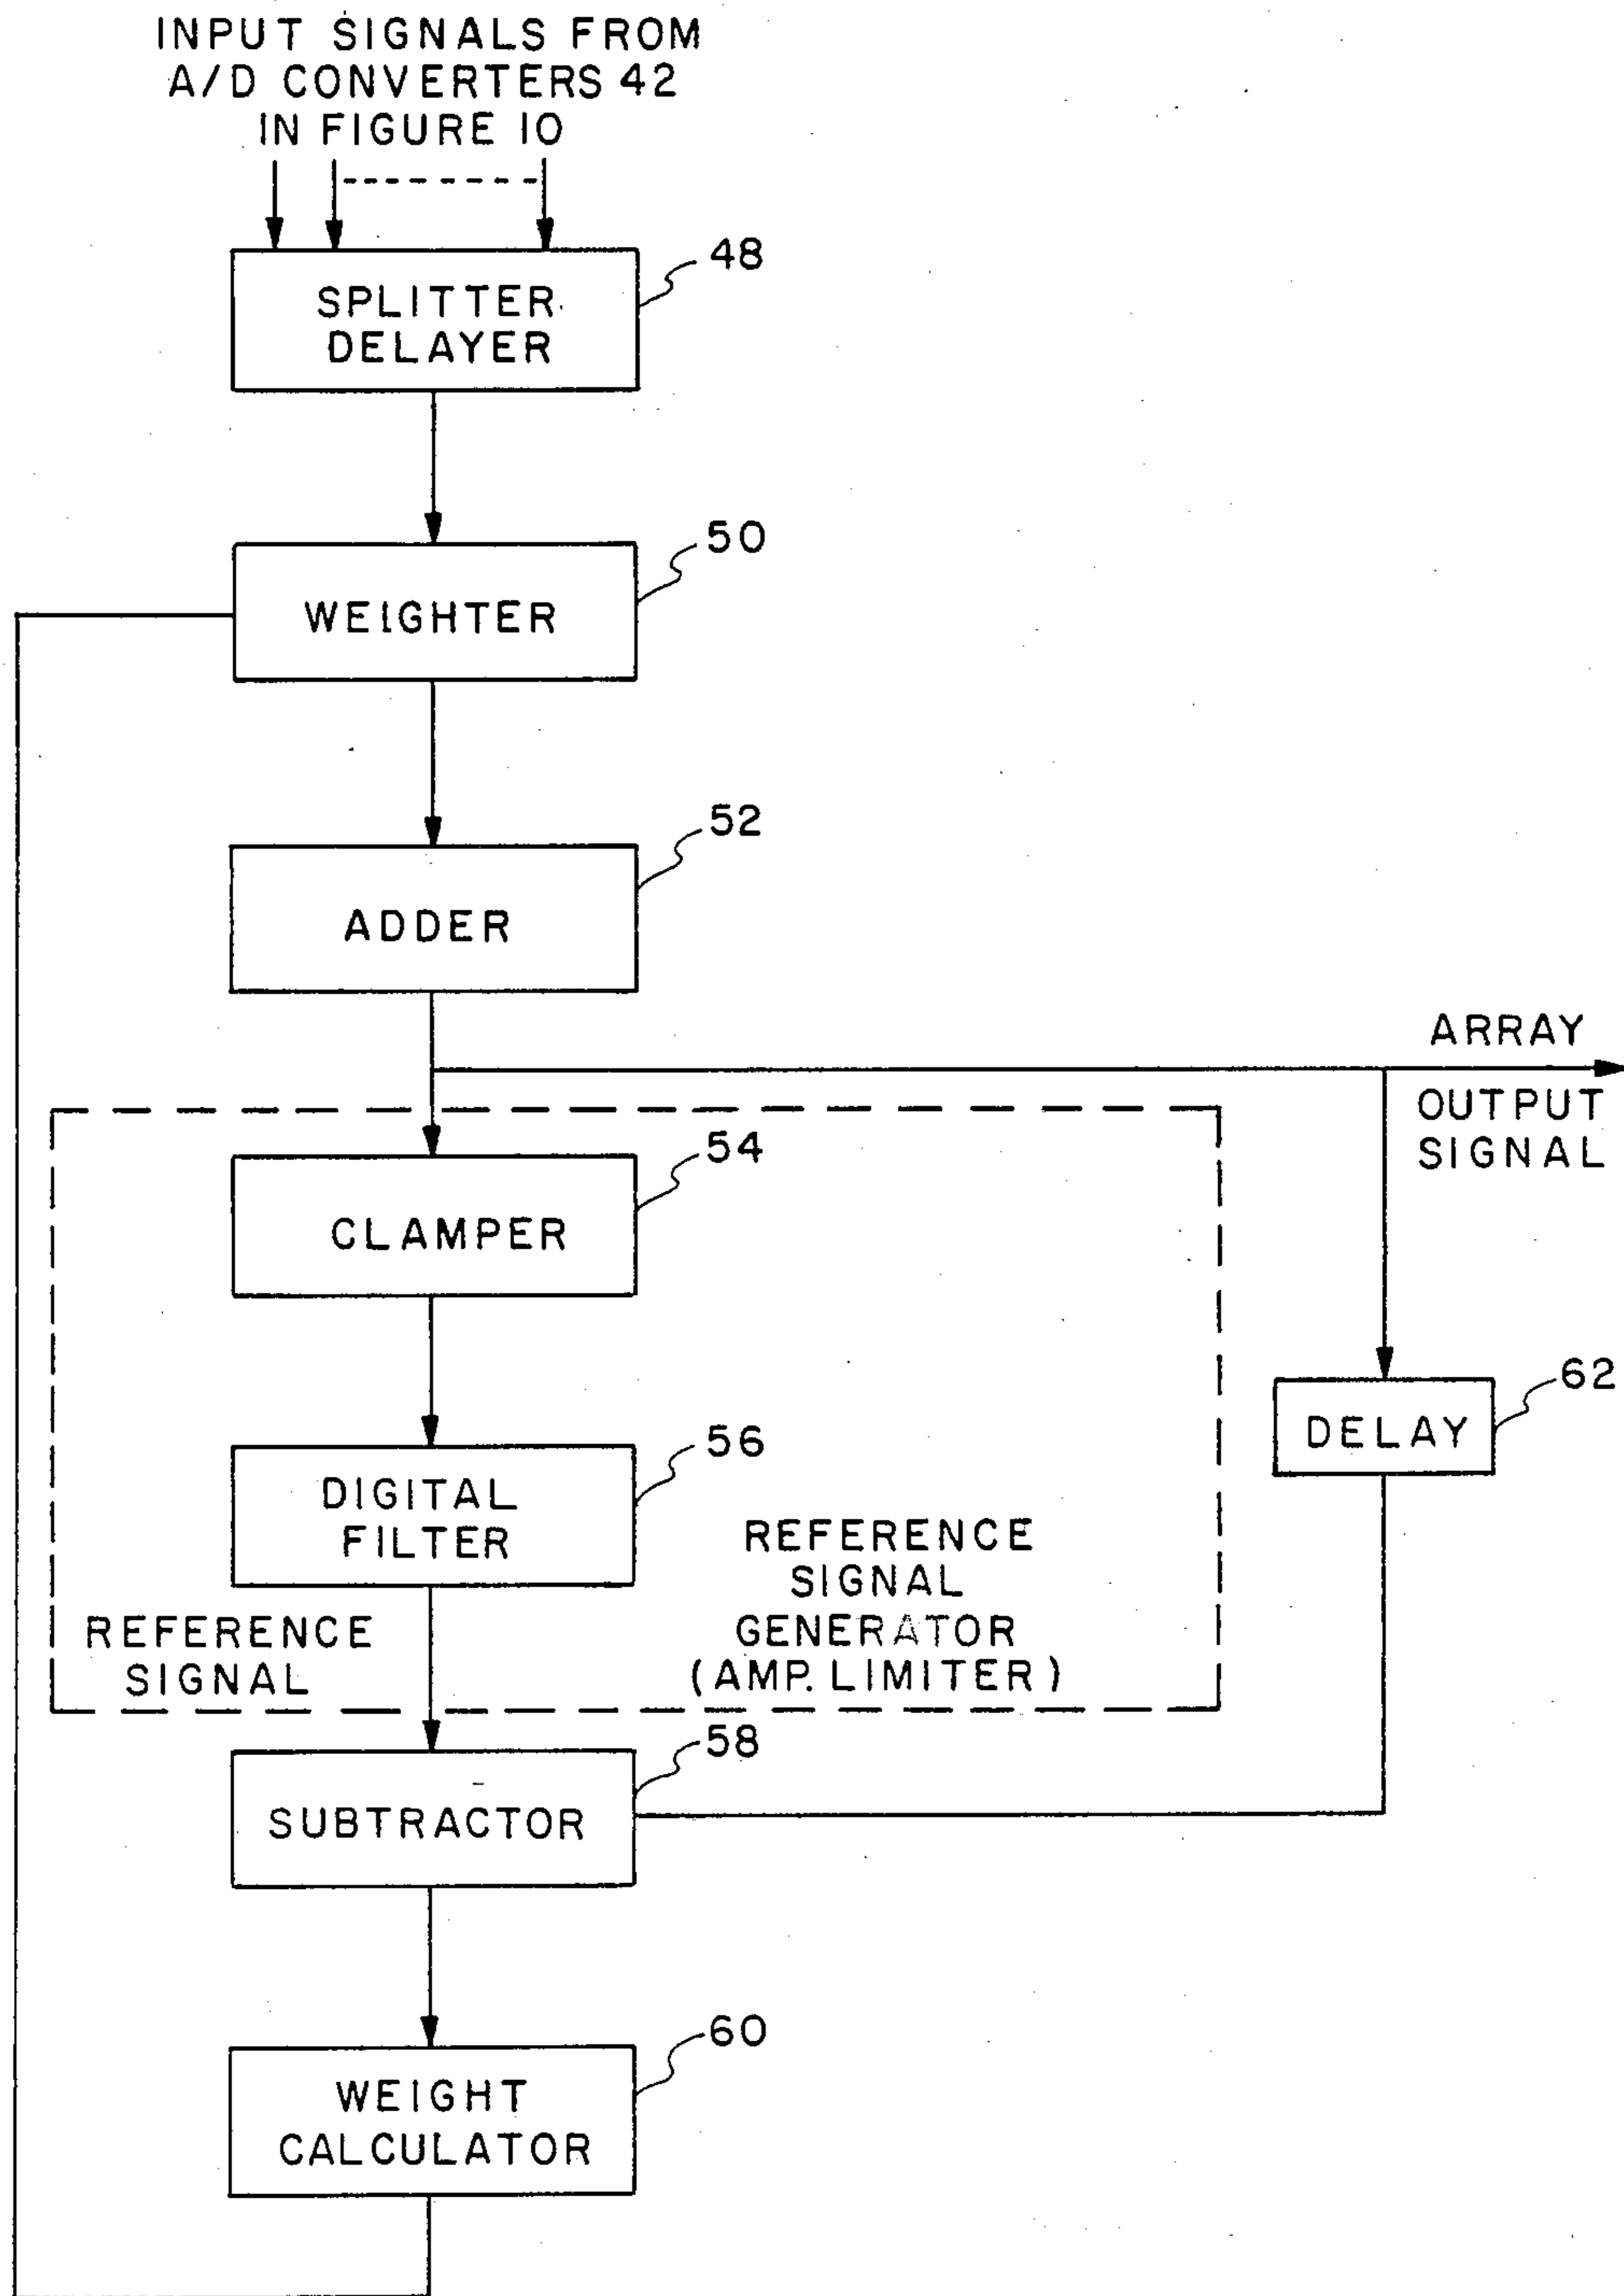 INPUT SIGNALS FROM
A/D CONVERTERS 42
IN FIGURE 10
48
SPLITTER
DELAYER
50
WEIGHTER
52
ADDER
ARRAY
OUTPUT
SIGNAL
54
CLAMPER
62
DELAY
56
DIGITAL
FILTER
REFERENCE
SIGNAL
GENERATOR
(AMP. LIMITER)
REFERENCE
SIGNAL
58
SUBTRACTOR
60
WEIGHT
CALCULATOR